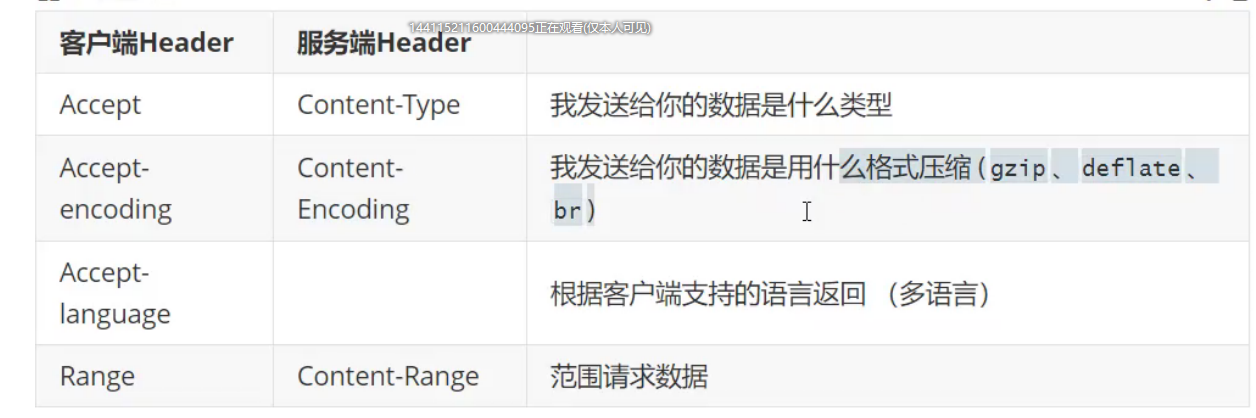 144115211600444095正在观看(仅本人可见)
客户端Header 服务端Header
Accept Content-Type 我发送给你的数据是什么类型
Accept-
encoding
Content-
Encoding
我发送给你的数据是用什么格式压缩(gzip、deflate、
br)
Accept-
language
根据客户端支持的语言返回 （多语言）
Range Content-Range 范围请求数据